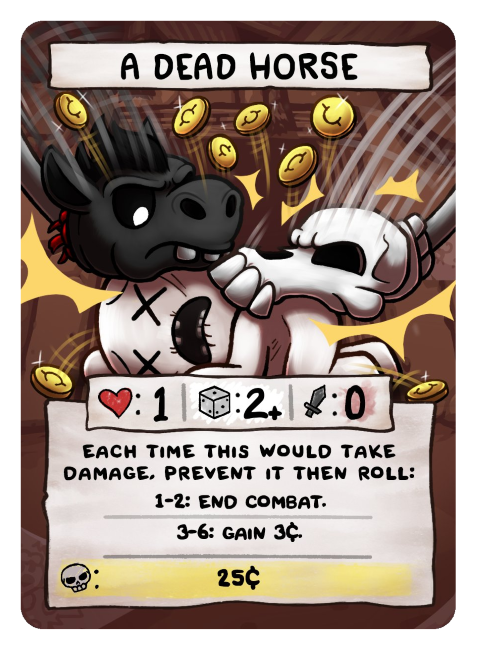 A DEAD HORSE
: 1 : 2+ : 0
EACH TIME THIS WOULD TAKE
DAMAGE, PREVENT IT THEN ROLL:
1-2: END COMBAT.
3-6: GAIN 3¢.
: 25¢